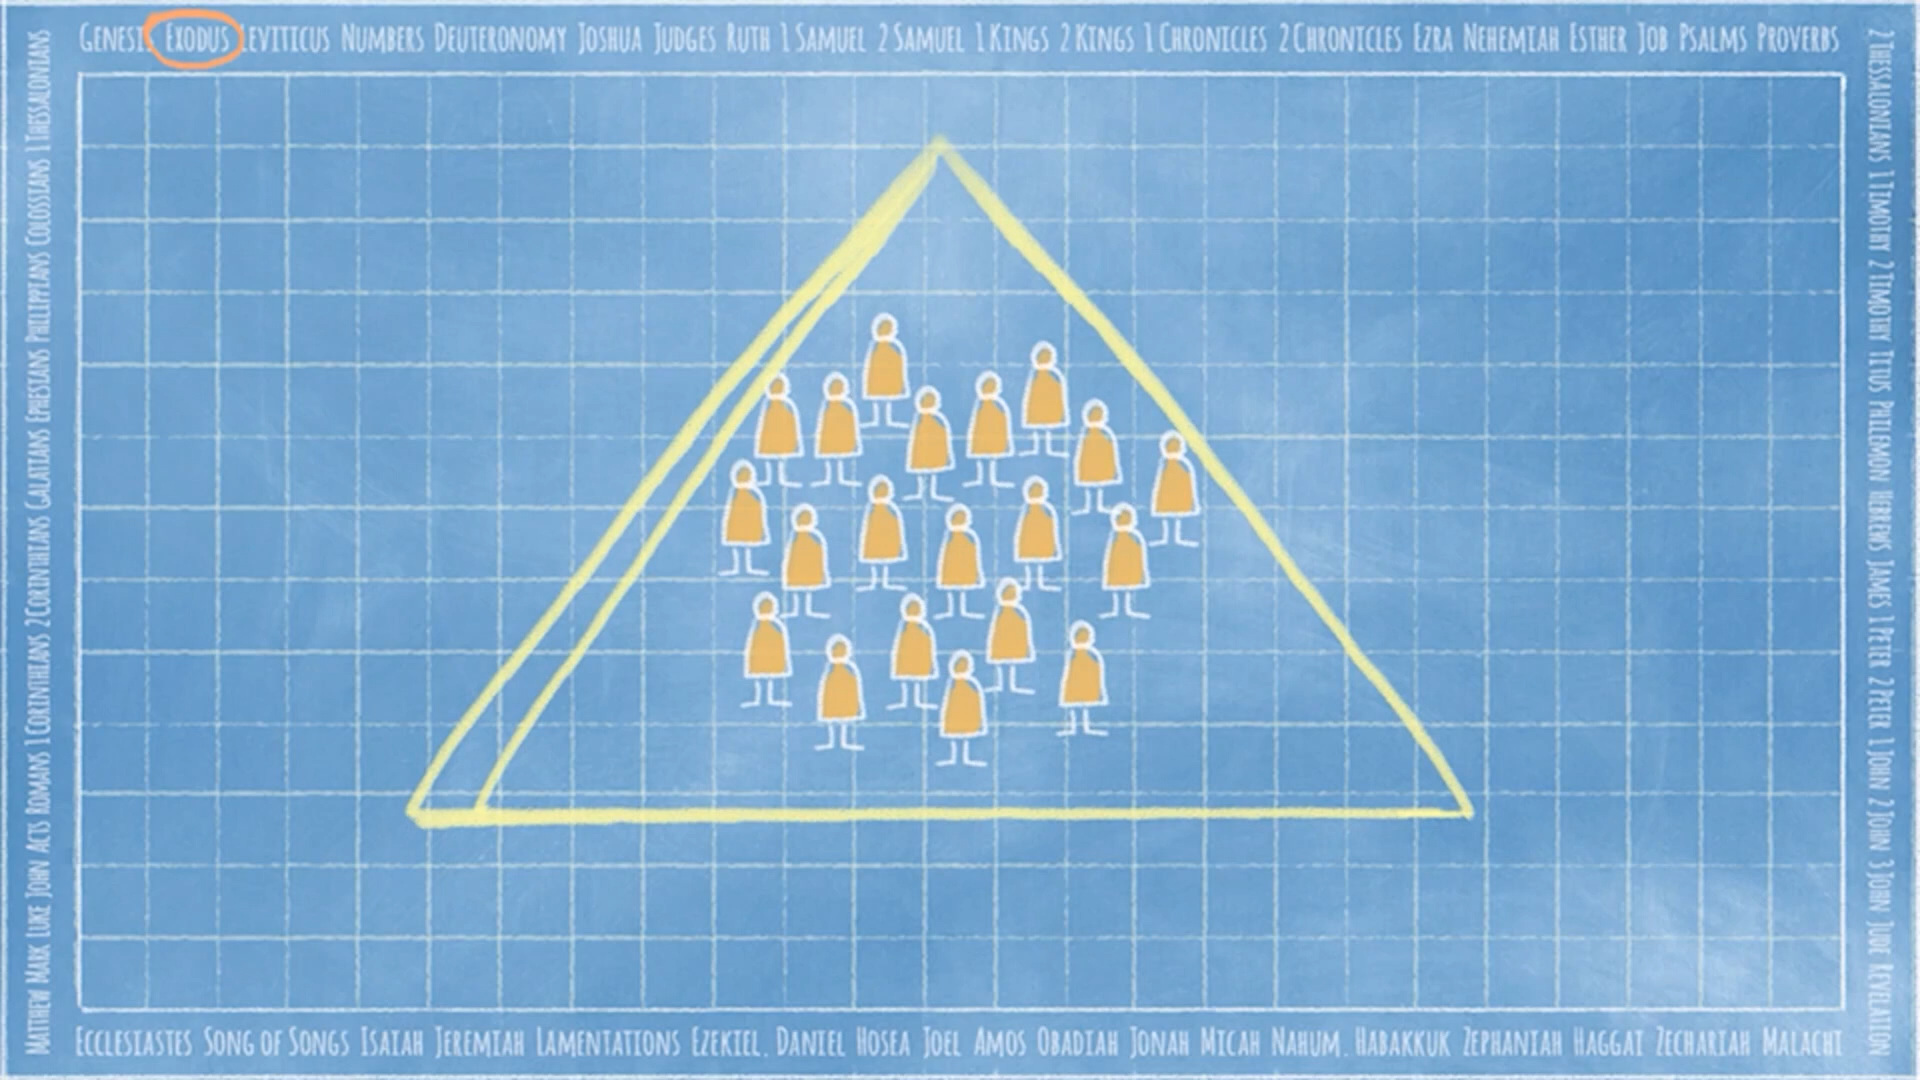 Genesis Exodus Leviticus Numbers Deuteronomy Joshua Judges Ruth 1 Samuel 2 Samuel 1 Kings 2 Kings 1 Chronicles 2 Chronicles Ezra Nehemiah Esther Job Psalms Proverbs
Ecclesiastes Song of Songs Isaiah Jeremiah Lamentations Ezekiel. Daniel Hosea Joel Amos Obadiah Jonah Micah Nahum. Habakkuk Zephaniah Haggai Zechariah Malachi
Matthew Mark Luke John Acts Romans 1 Corinthians 2 Corinthians Galatians Ephesians Philippians Colossians 1 Thessalonians
2 Thessalonians 1 Timothy 2 Timothy Titus Philemon Hebrews James 1 Peter 2 Peter 1 John 2 John 3 John Jude Revelation